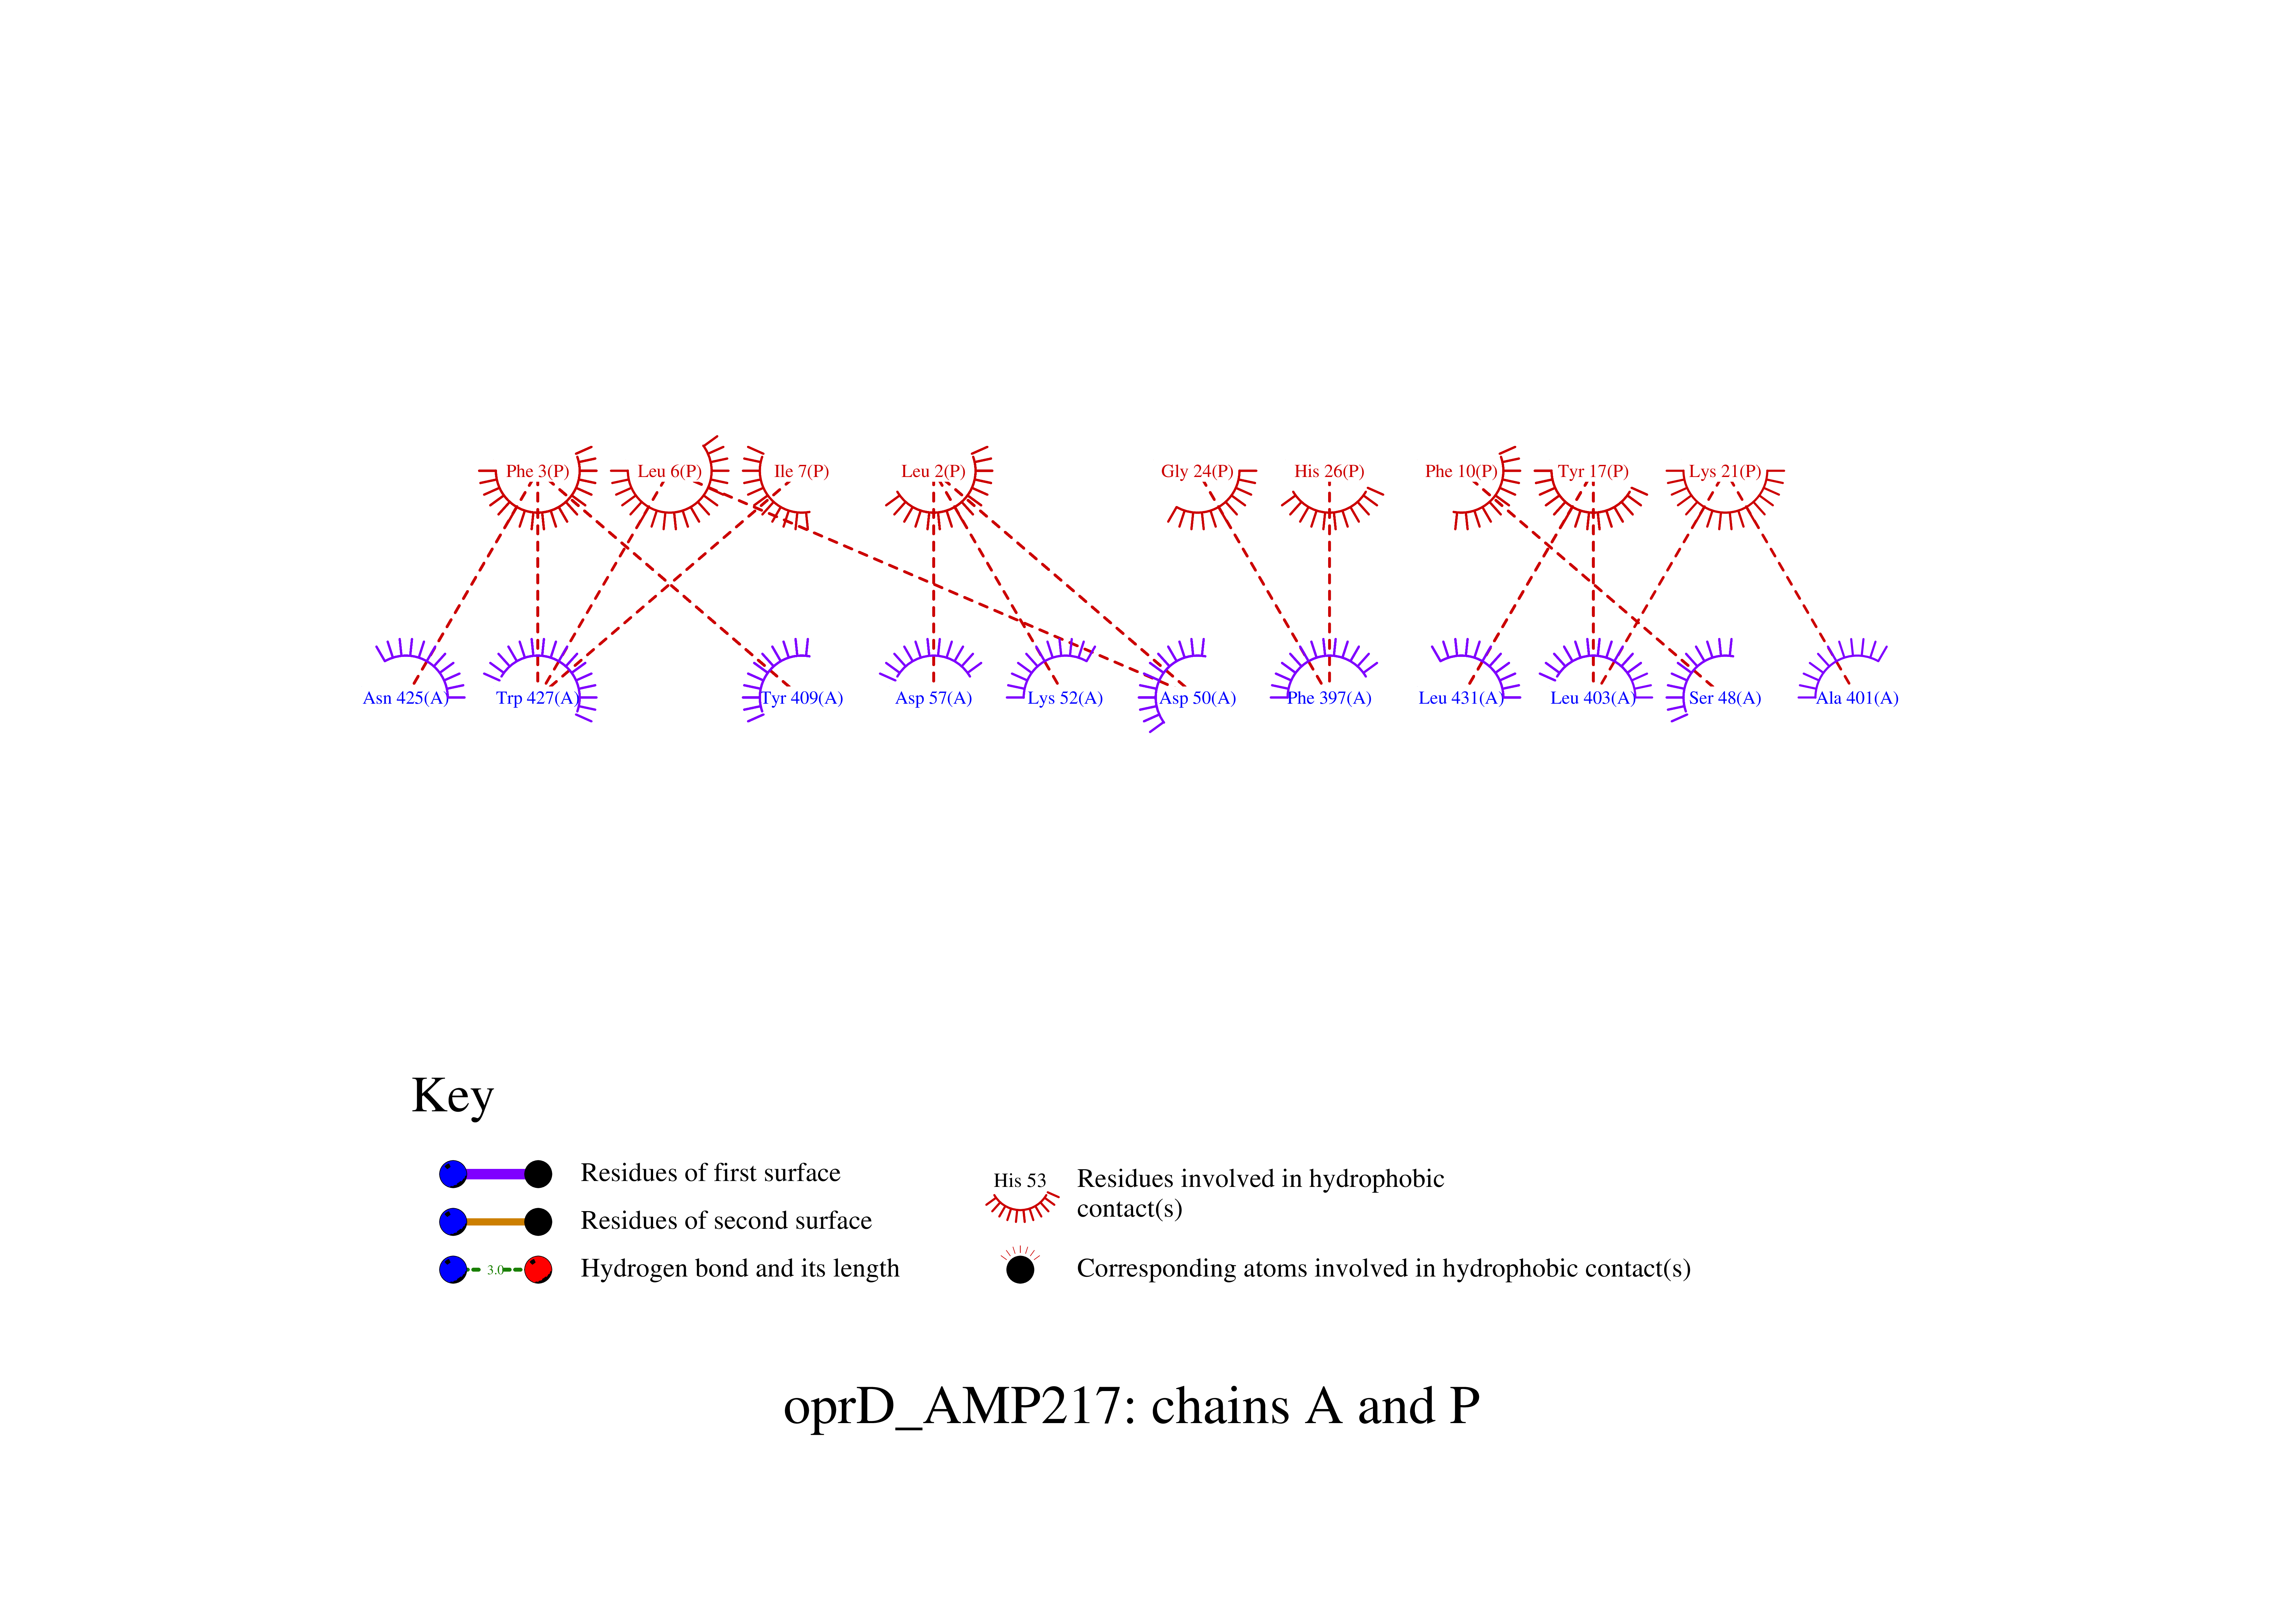 Phe 3(P) Leu 6(P) Ile 7(P) Leu 2(P) Gly 24(P) His 26(P) Phe 10(P) Tyr 17(P) Lys 21(P)
Asn 425(A) Trp 427(A) Tyr 409(A) Asp 57(A) Lys 52(A) Asp 50(A) Phe 397(A) Leu 431(A) Leu 403(A) Ser 48(A) Ala 401(A)
Key
Residues of first surface
Residues of second surface
3.0 Hydrogen bond and its length
His 53 Residues involved in hydrophobic
contact(s)
Corresponding atoms involved in hydrophobic contact(s)
oprD_AMP217: chains A and P